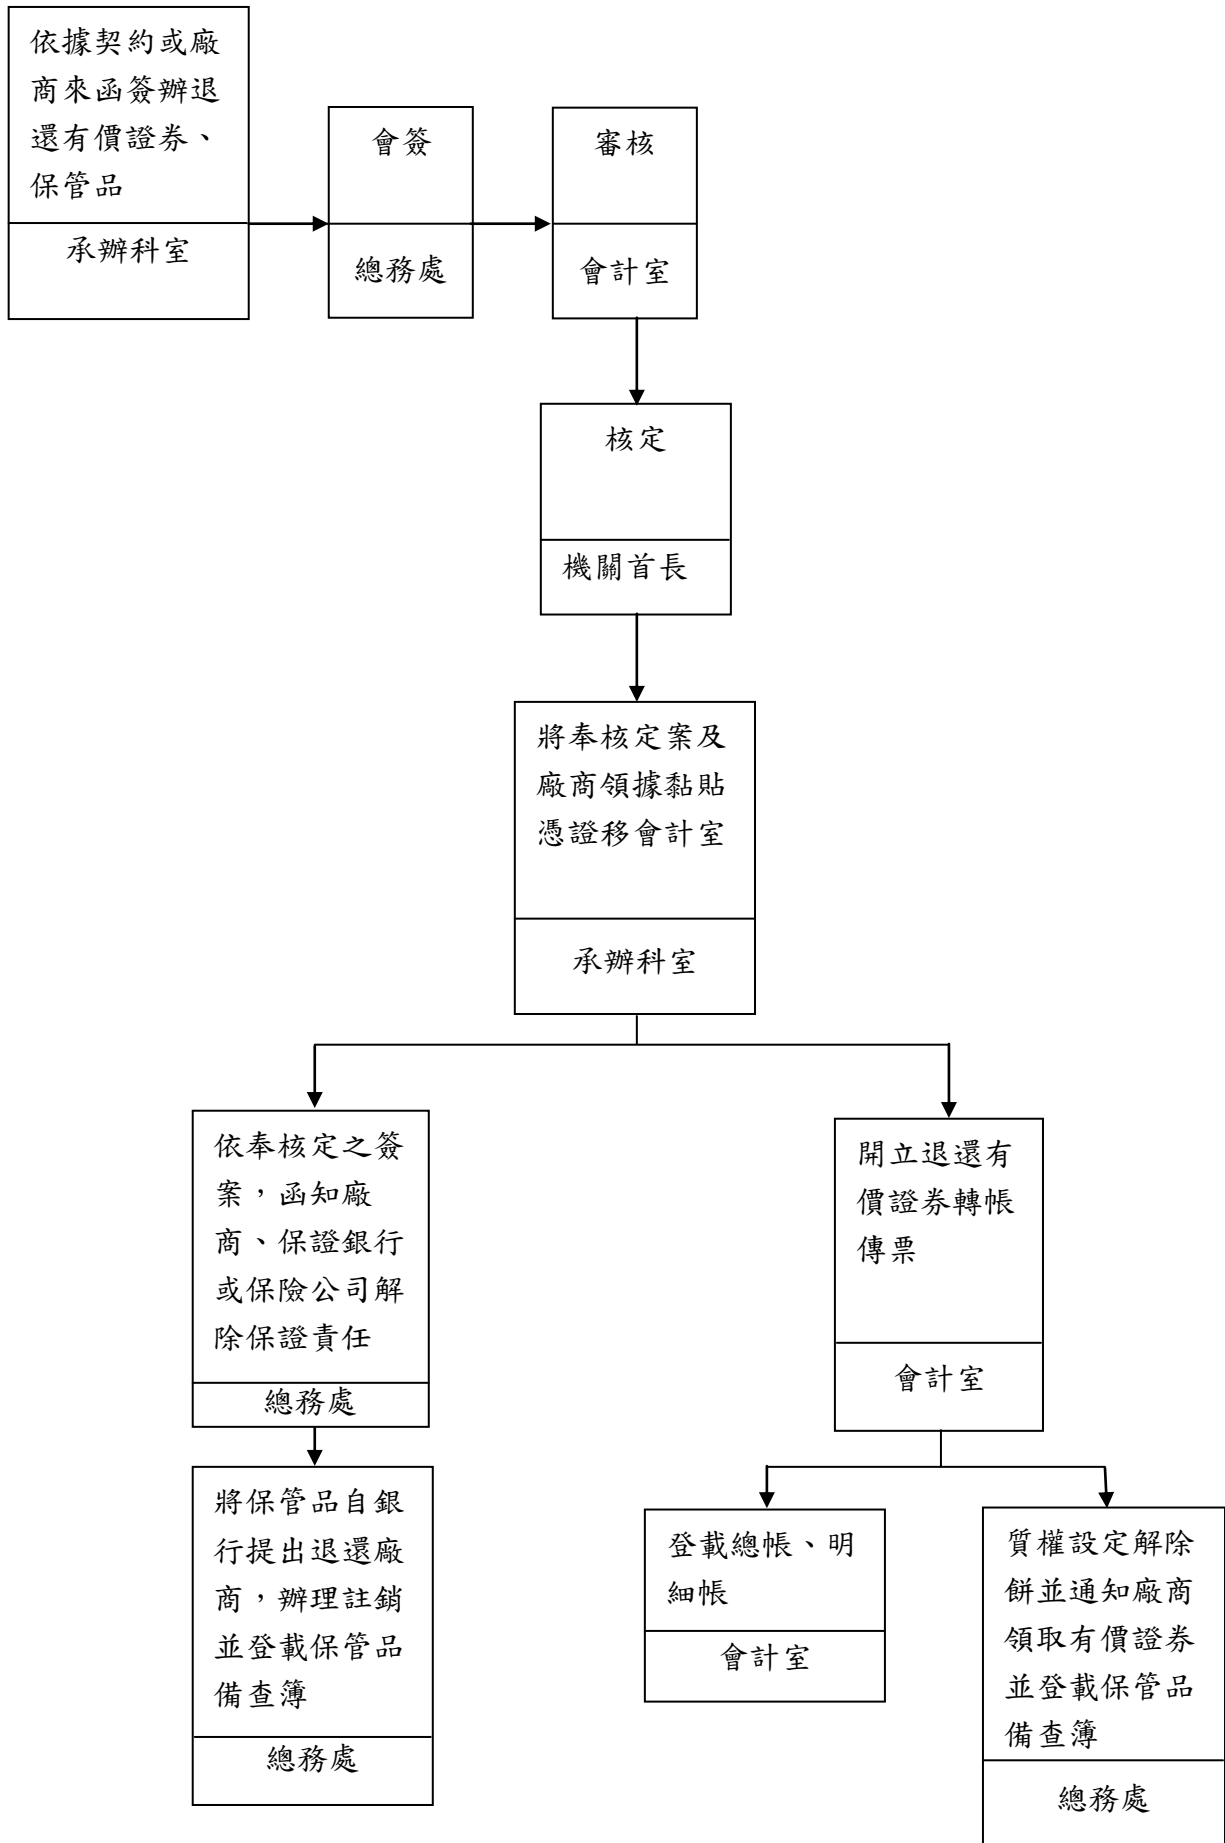 依據契約或廠
商來函簽辦退
還有價證券、
保管品
承辦科室
會簽
總務處
審核
會計室
核定
機關首長
將奉核定案及
廠商領據黏貼
憑證移會計室
承辦科室
依奉核定之簽
案，函知廠
商、保證銀行
或保險公司解
除保證責任
總務處
將保管品自銀
行提出退還廠
商，辦理註銷
並登載保管品
備查簿
總務處
開立退還有
價證券轉帳
傳票
會計室
登載總帳、明
細帳
會計室
質權設定解除
餅並通知廠商
領取有價證券
並登載保管品
備查簿
總務處